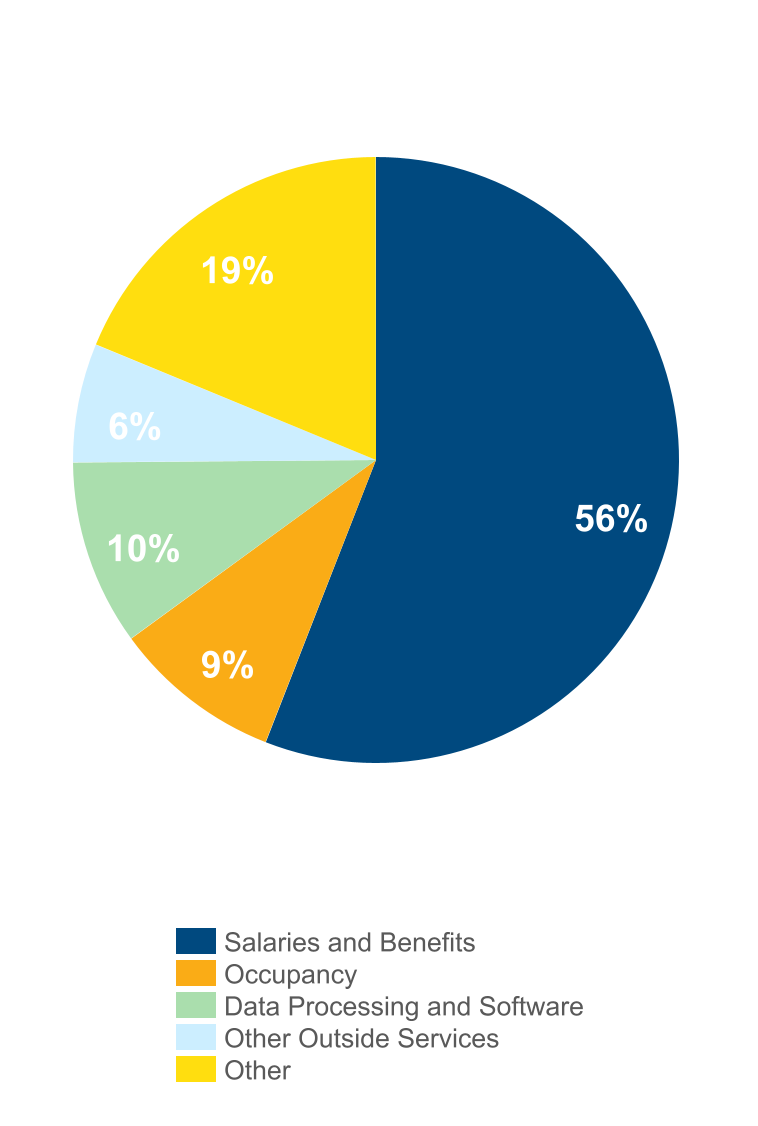 19%
6%
56%
10%
9%
Salaries and Benefits
Occupancy
Data Processing and Software
Other Outside Services
Other